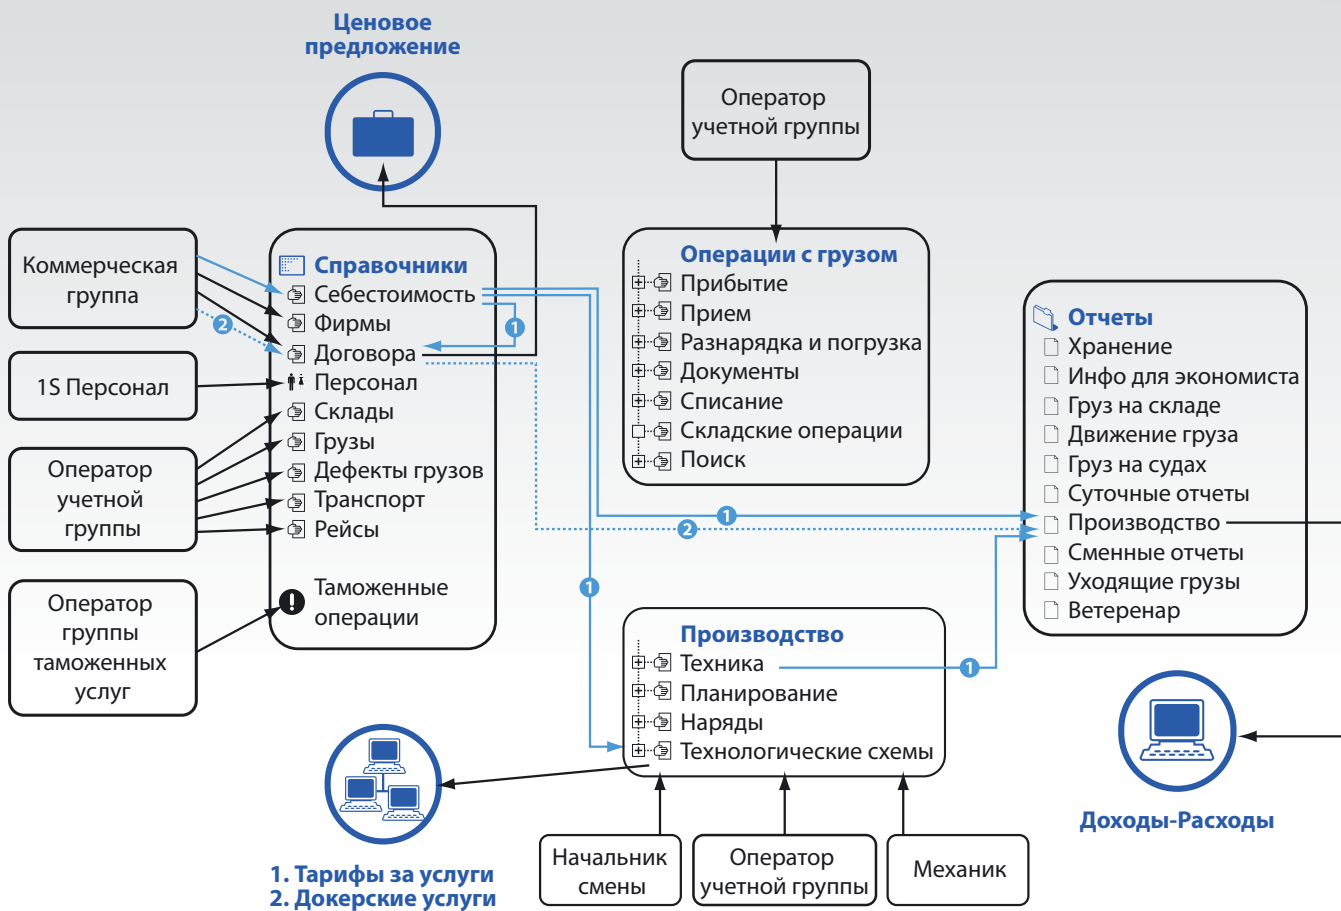 Ценовое
предложение
Оператор
учетной группы
Коммерческая
группа
2
1S Персонал
Оператор
учетной
группы
Оператор
группы
таможенных
услуг
Справочники
Себестоимость
Фирмы
Договора
Персонал
Склады
Грузы
Дефекты грузов
Транспорт
Рейсы
Таможенные
операции
1
Операции с грузом
Прибытие
Прием
Разнарядка и погрузка
Документы
Списание
Складские операции
Поиск
1
2
1
Отчеты
Хранение
Инфо для экономиста
Груз на складе
Движение груза
Груз на судах
Суточные отчеты
Производство
Сменные отчеты
Уходящие грузы
Ветеренар
Производство
Техника
Планирование
Наряды
Технологические схемы
1
Доходы-Расходы
1. Тарифы за услуги
2. Докерские услуги
Начальник
смены
Оператор
учетной группы
Механик